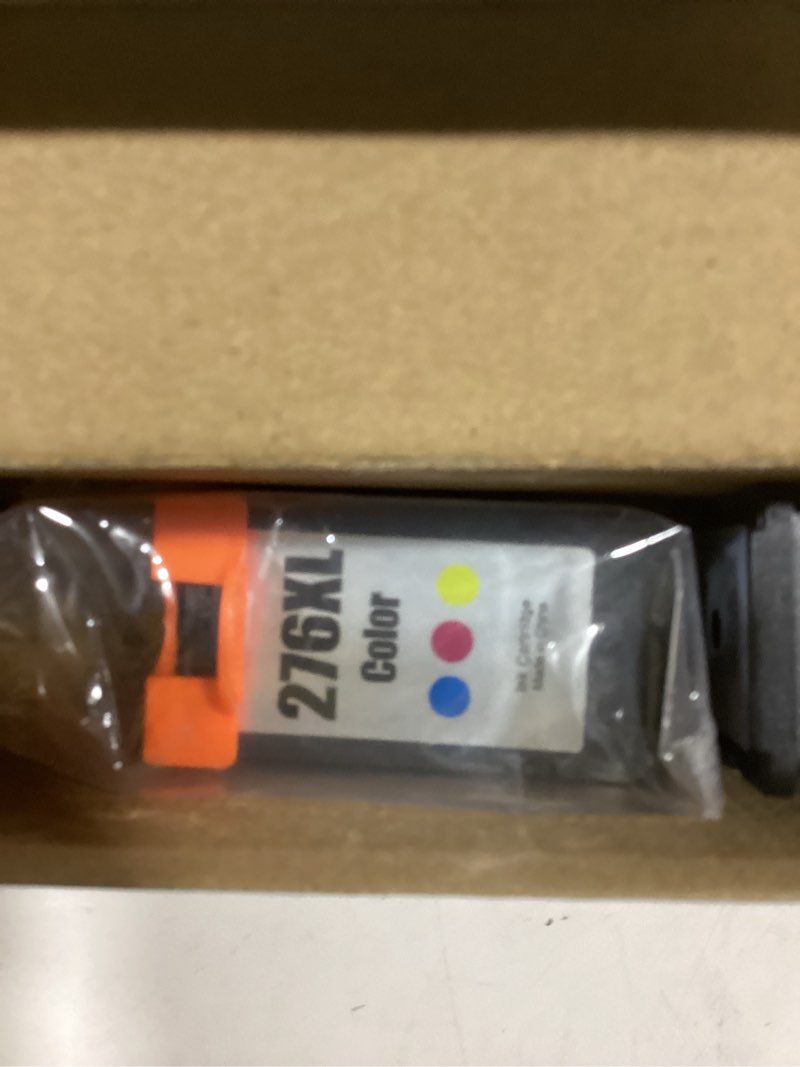 276XL
Color
Ink Cartridge
Made in China